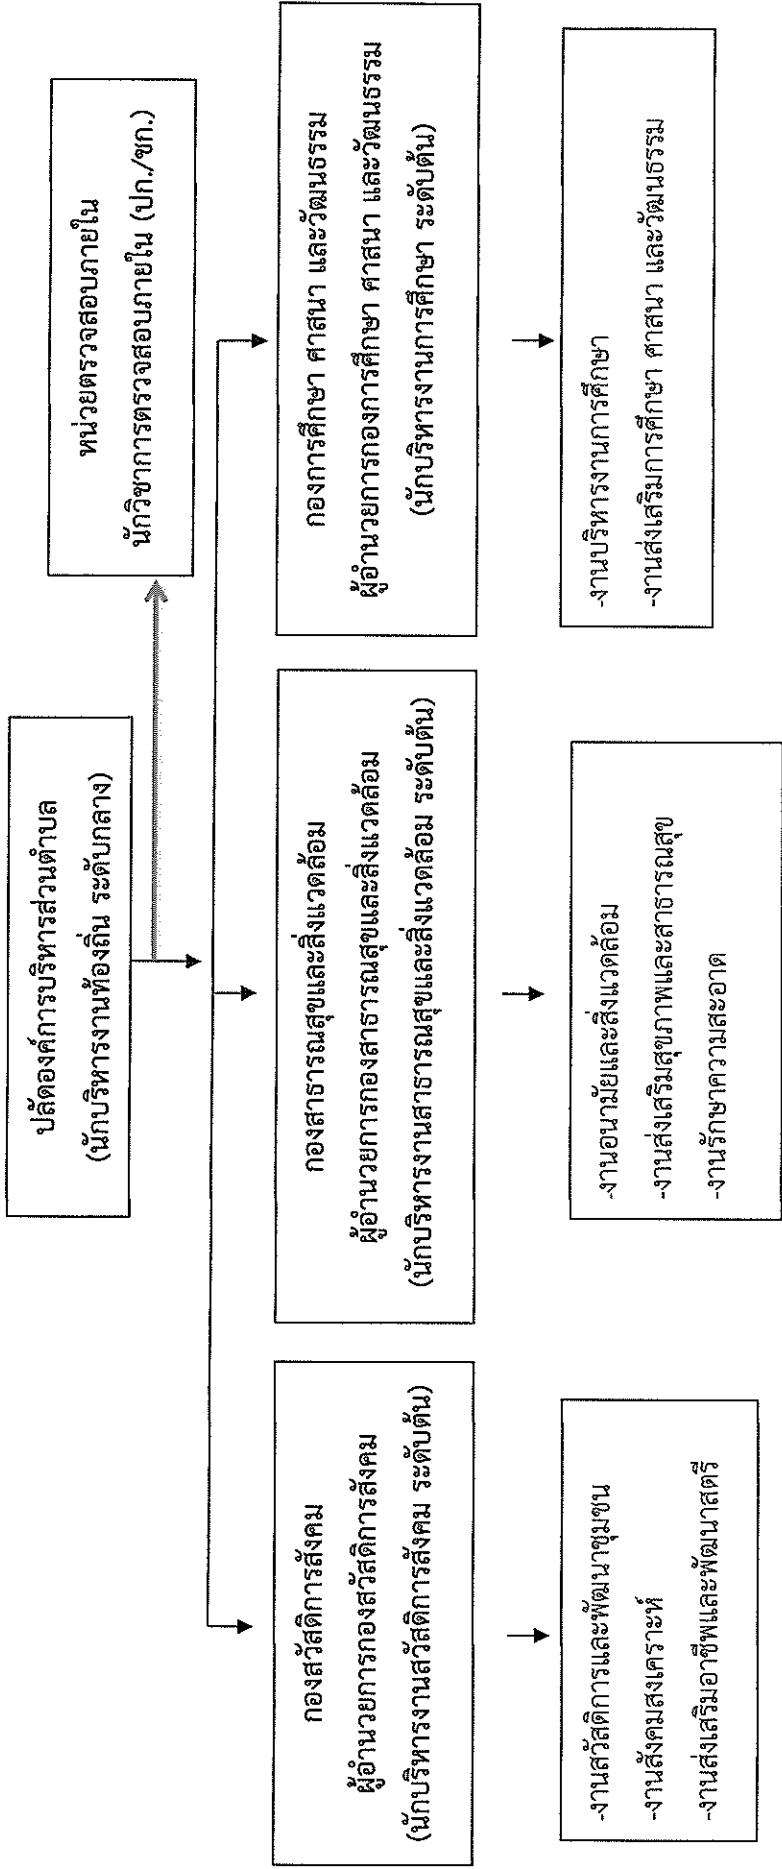 ปลัดองค์การบริหารส่วนตำบล
(นักบริหารงานท้องถิ่น ระดับกลาง)
หน่วยตรวจสอบภายใน
นักวิชาการตรวจสอบภายใน (ปก./ชก.)
กองสวัสดิการสังคม
ผู้อำนวยการกองสวัสดิการสังคม
(นักบริหารงานสวัสดิการสังคม ระดับต้น)
กองสาธารณสุขและสิ่งแวดล้อม
ผู้อำนวยการกองสาธารณสุขและสิ่งแวดล้อม
(นักบริหารงานสาธารณสุขและสิ่งแวดล้อม ระดับต้น)
กองการศึกษา ศาสนา และวัฒนธรรม
ผู้อำนวยการกองการศึกษา ศาสนา และวัฒนธรรม
(นักบริหารงานการศึกษา ระดับต้น)
-งานสวัสดิการและพัฒนาชุมชน
-งานสังคมสงเคราะห์
-งานส่งเสริมอาชีพและพัฒนาสตรี
-งานอนามัยและสิ่งแวดล้อม
-งานส่งเสริมสุขภาพและสาธารณสุข
-งานรักษาความสะอาด
-งานบริหารงานการศึกษา
-งานส่งเสริมการศึกษา ศาสนา และวัฒนธรรม